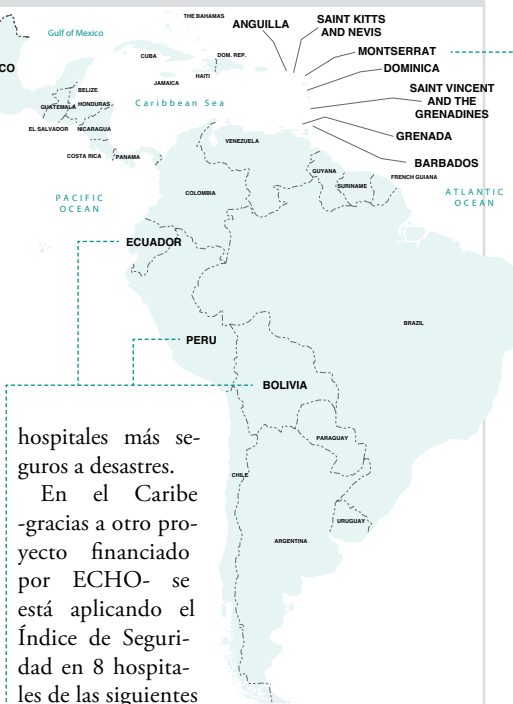 THE BAHAMAS
ANGUILLA
SAINT KITTS
AND NEVIS
Gulf of Mexico
MONTSERRAT
CUBA
DOM. REP.
CO
DOMINICA
HAITI
JAMAICA
BELIZE
SAINT VINCENT
AND THE
GRENADINES
Caribbean Sea
GUATEMALA
HONDURAS
EL SALVADOR
NICARAGUA
GRENADA
VENEZUELA
COSTA RICA
PANAMA
BARBADOS
GUYANA
FRENCH GUIANA
SURINAME
COLOMBIA
ATLANTIC
OCEAN
PACIFIC
OCEAN
ECUADOR
BRAZIL
PERU
BOLIVIA
PARAGUAY
CHILE
URUGUAY
ARGENTINA
hospitales más se-
guros a desastres.
En el Caribe
-gracias a otro pro-
yecto financiado
por ECHO- se
está aplicando el
Índice de Seguri-
dad en 8 hospita-
les de las siguientes